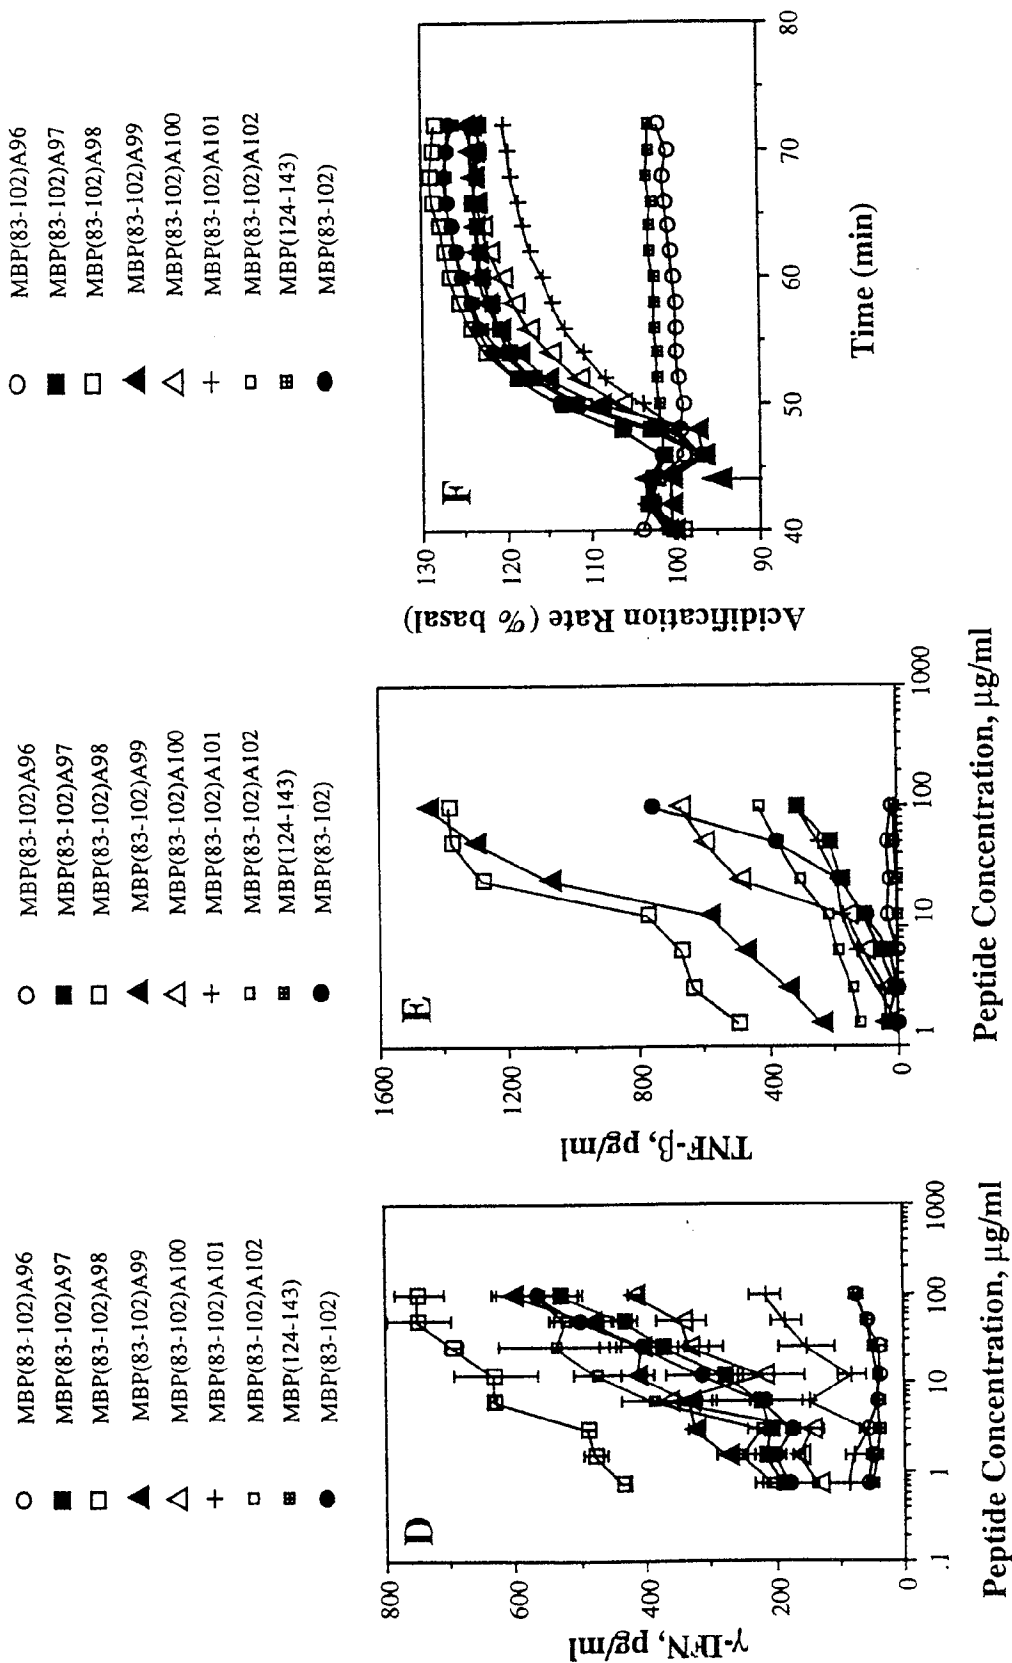 MBP(83-102)A96
MBP(83-102)A97
MBP(83-102)A98
MBP(83-102)A99
MBP(83-102)A100
MBP(83-102)A101
MBP(83-102)A102
MBP(124-143)
MBP(83-102)
D
800
600
400
200
0
γ-IFN, pg/ml
.1
1
10
100
1000
Peptide Concentration, μg/ml
MBP(83-102)A96
MBP(83-102)A97
MBP(83-102)A98
MBP(83-102)A99
MBP(83-102)A100
MBP(83-102)A101
MBP(83-102)A102
MBP(124-143)
MBP(83-102)
E
1600
1200
800
400
0
TNF-β, pg/ml
1
10
100
1000
Peptide Concentration, μg/ml
MBP(83-102)A96
MBP(83-102)A97
MBP(83-102)A98
MBP(83-102)A99
MBP(83-102)A100
MBP(83-102)A101
MBP(83-102)A102
MBP(124-143)
MBP(83-102)
F
130
120
110
100
90
Acidification Rate (% basal)
40
50
60
70
80
Time (min)